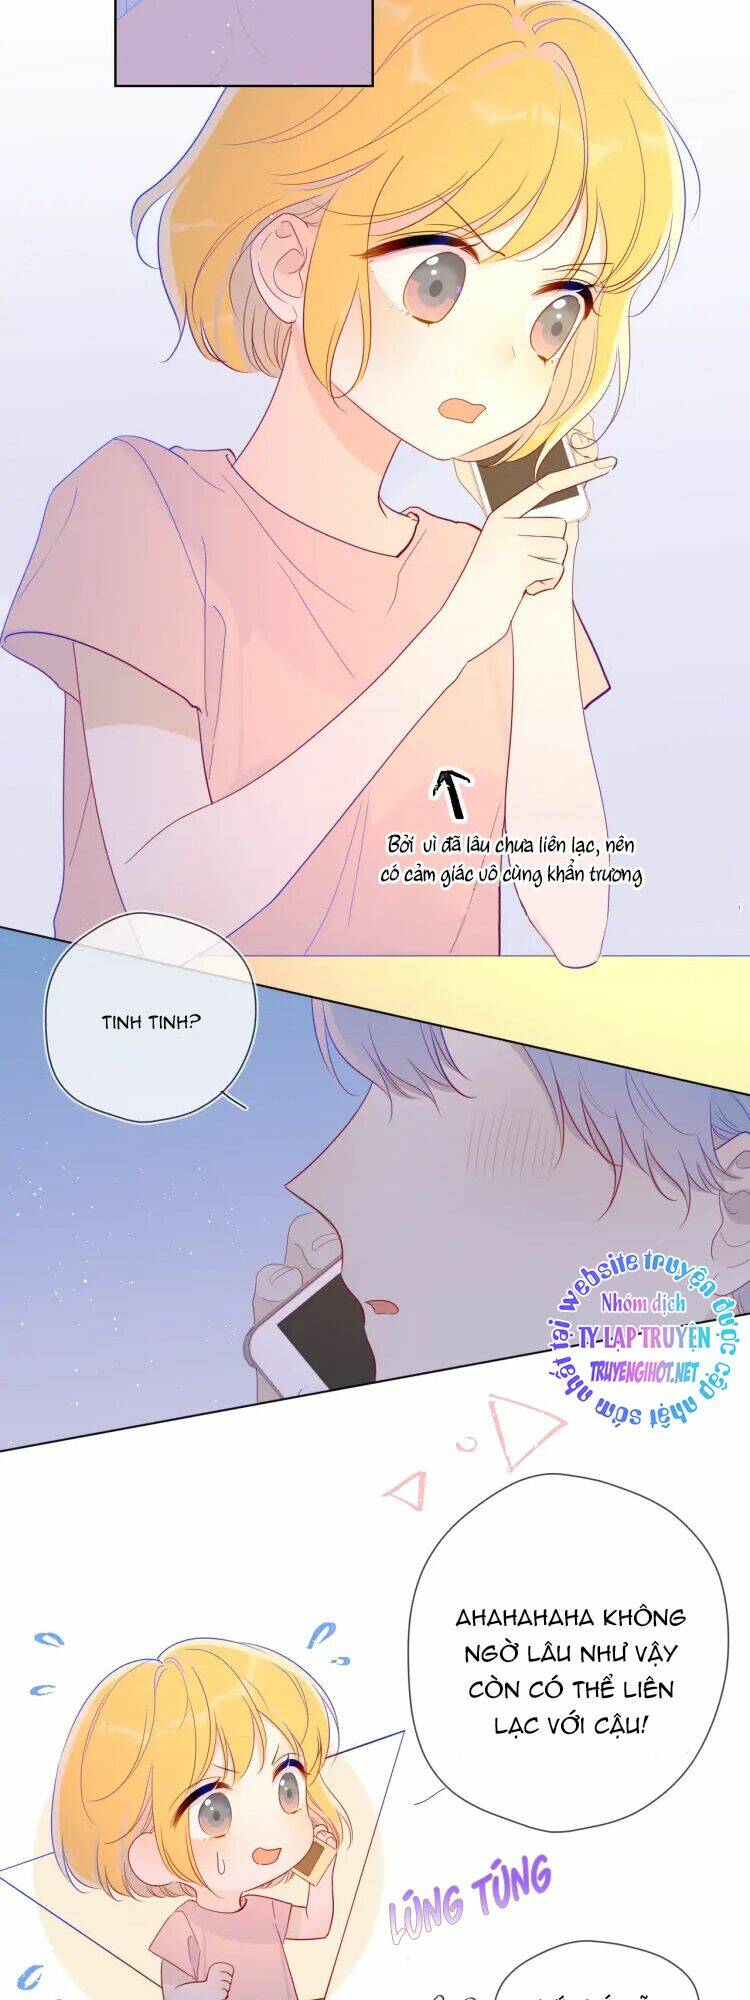 Bởi vì đã lâu chưa liên lạc, nên
có cảm giác vô cùng khẩn trương
TINH TINH?
tại website truyện được cập nhật sớm nhất
Nhóm dịch
TY LAP TRUYỆN
TRUYENGIHOT.NET
AHAHAHAHA KHÔNG
NGỜ LÂU NHƯ VẬY
CÒN CÓ THỂ LIÊN
LẠC VỚI CẬU!
LÚNG TÚNG